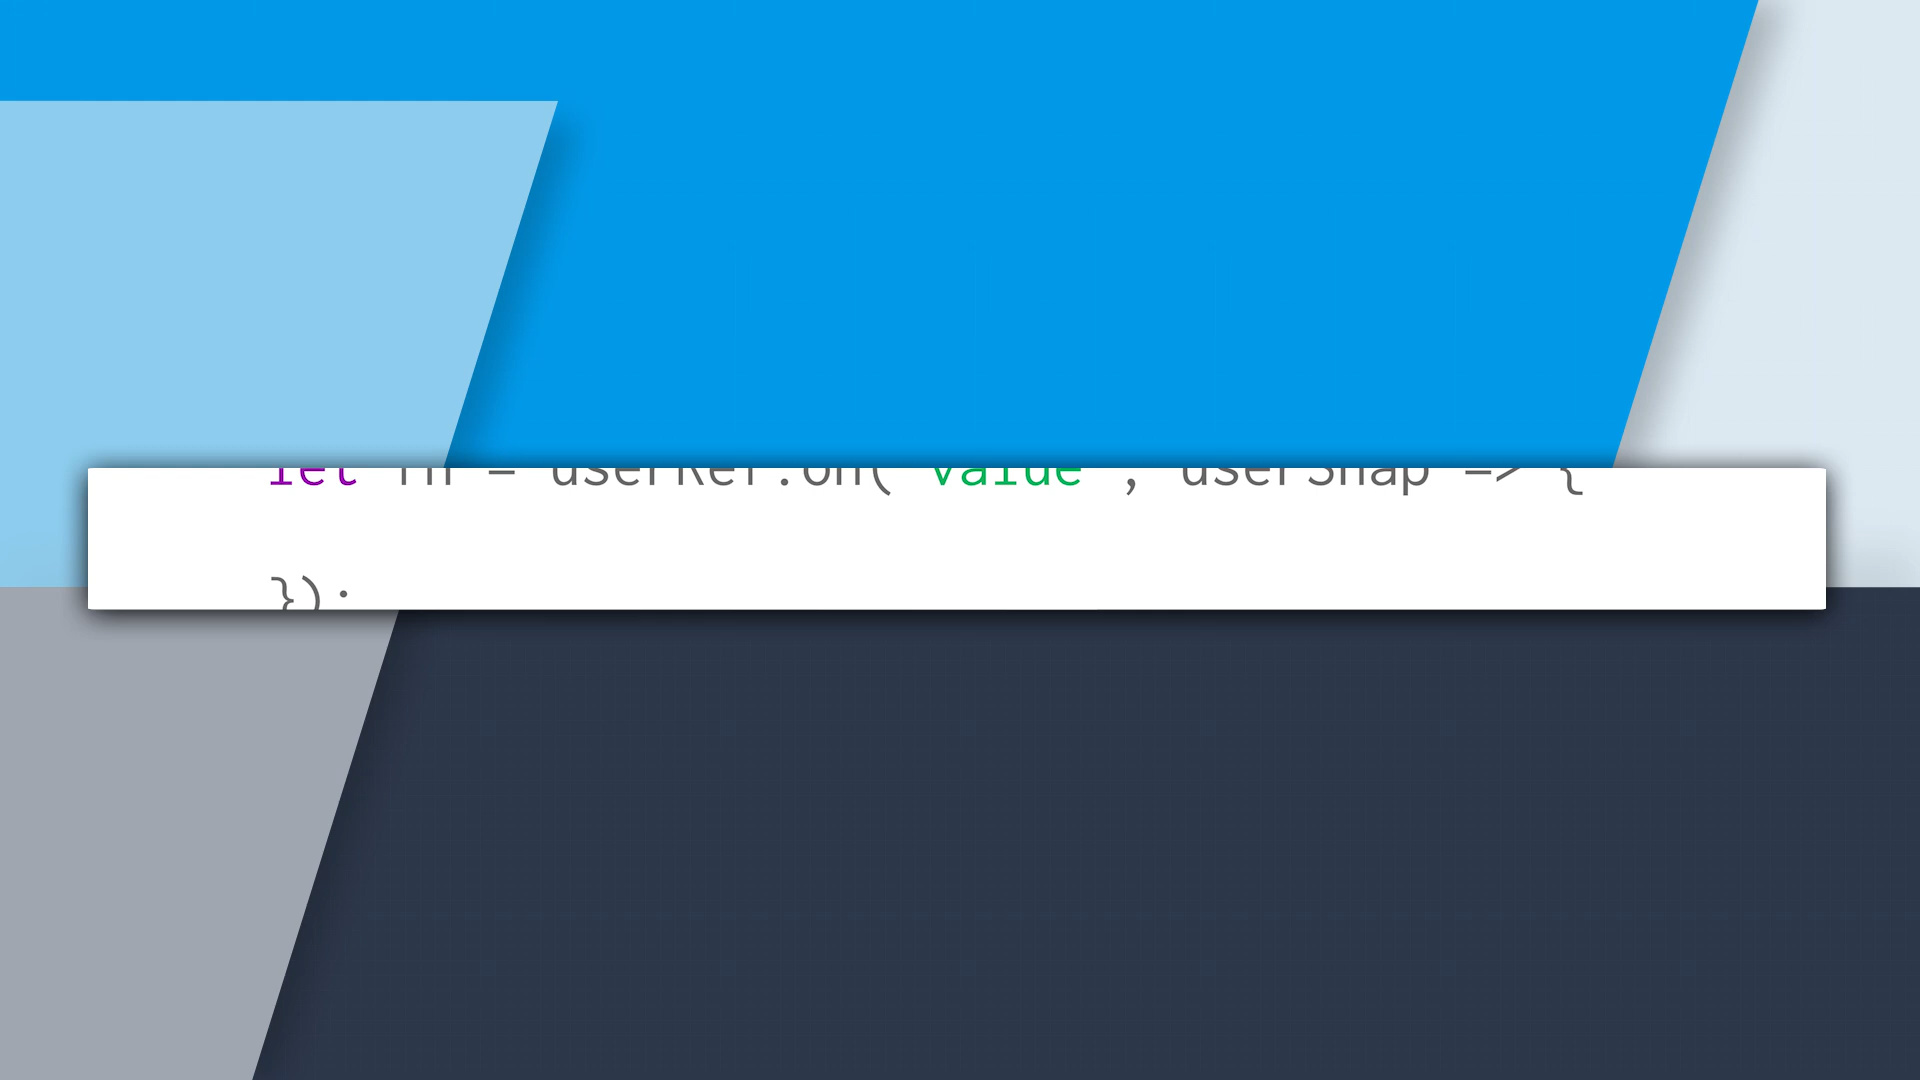 let fn = userRef.on('value', userSnap => {
});